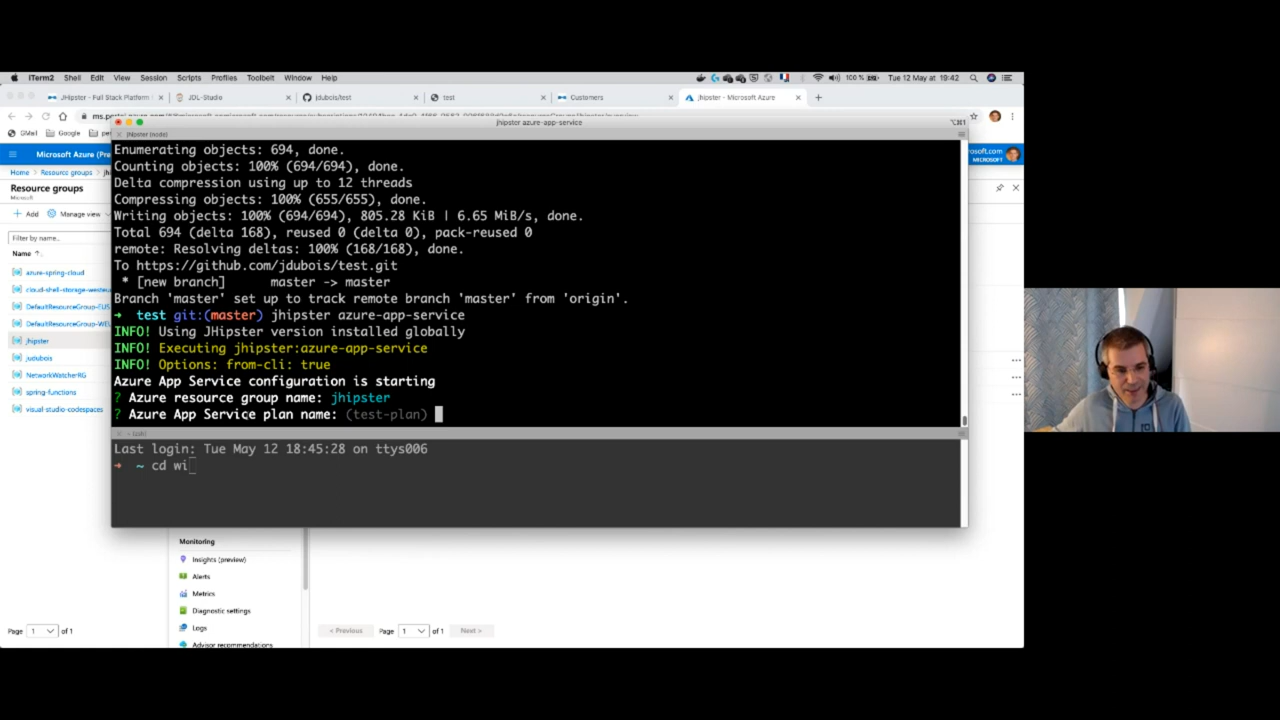 iTerm2 Shell Edit View Session Scripts Profiles Toolbelt Window Help 100 % Tue 12 May at 19:42
JHipster - Full Stack Platform JDL-Studio jdubois/test test Customers jhipster - Microsoft Azure
jhipster azure-app-service
GMail Google
jhipster (node)
Microsoft Azure
MICROSOFT
Home > Resource groups >
Resource groups
Microsoft
+ Add Manage view
Filter by name...
Name
azure-spring-cloud
DefaultResourceGroup-EUS
jhipster
judubois
NetworkWatcherRG
spring-functions
visual-studio-codespaces
Enumerating objects: 694, done.
Counting objects: 100% (694/694), done.
Delta compression using up to 12 threads
Compressing objects: 100% (655/655), done.
Writing objects: 100% (694/694), 805.28 KiB | 6.65 MiB/s, done.
Total 694 (delta 168), reused 0 (delta 0), pack-reused 0
remote: Resolving deltas: 100% (168/168), done.
To https://github.com/jdubois/test.git
* [new branch] master -> master
Branch 'master' set up to track remote branch 'master' from 'origin'.
➜ test git:(master) jhipster azure-app-service
INFO! Using JHipster version installed globally
INFO! Executing jhipster:azure-app-service
INFO! Options: from-cli: true
Azure App Service configuration is starting
? Azure resource group name: jhipster
? Azure App Service plan name: (test-plan)
Last login: Tue May 12 18:45:28 on ttys006
➜ ~ cd wi
Monitoring
Insights (preview)
Alerts
Metrics
Diagnostic settings
Logs
Advisor recommendations
Page 1 of 1
< Previous Page 1 of 1 Next >